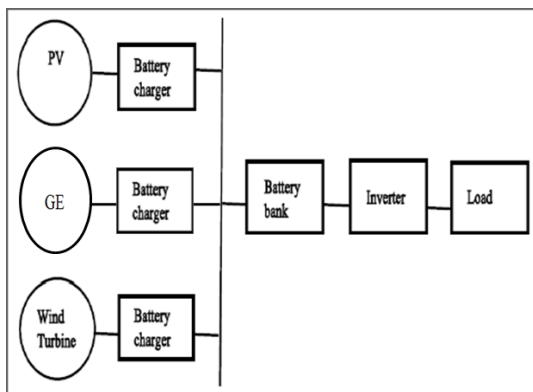 PV
Battery
charger
GE
Battery
charger
Battery
bank
Inverter
Load
Wind
Turbine
Battery
charger